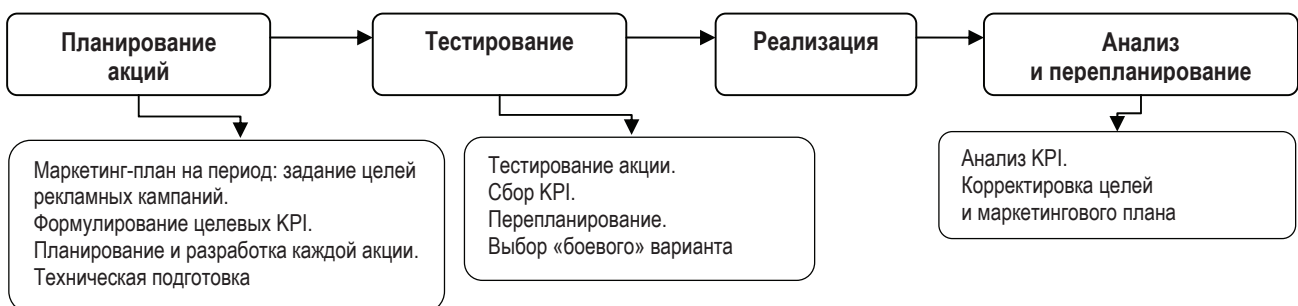 Планирование
акций
Тестирование
Реализация
Анализ
и перепланирование
Маркетинг-план на период: задание целей
рекламных кампаний.
Формулирование целевых KPI.
Планирование и разработка каждой акции.
Техническая подготовка
Тестирование акции.
Сбор KPI.
Перепланирование.
Выбор «боевого» варианта
Анализ KPI.
Корректировка целей
и маркетингового плана